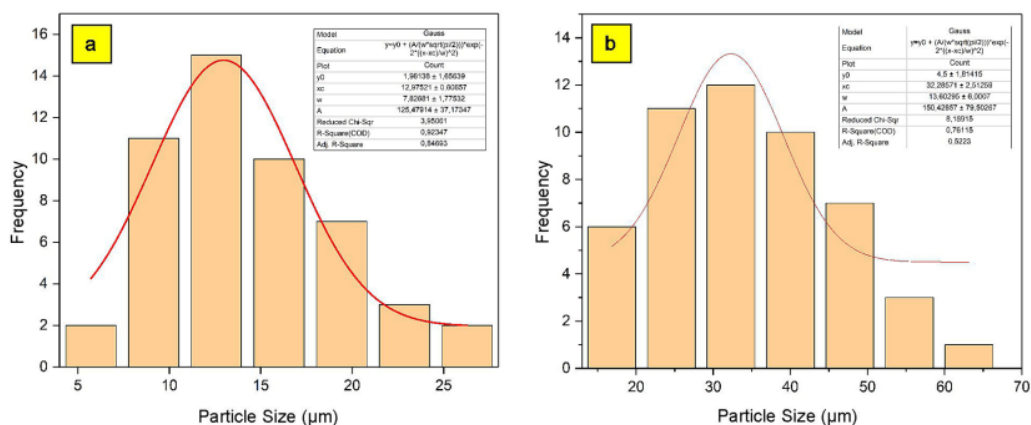 a
Model Gauss
Equation y=y0 + (A/(w*sqrt(pi/2)))*exp(-
2*((x-xc)/w)^2)
Plot Count
y0 1,98136 ± 1,65639
xc 12,97521 ± 0,60857
w 7,82681 ± 1,77532
A 125,47914 ± 37,17347
Reduced Chi-Sqr 3,95001
R-Square(COD) 0,92347
Adj. R-Square 0,84693
Frequency
16
14
12
10
8
6
4
2
0
5 10 15 20 25
Particle Size (µm)
b
Model Gauss
Equation y=y0 + (A/(w*sqrt(pi/2)))*exp(-
2*((x-xc)/w)^2)
Plot Count
y0 4,5 ± 1,81415
xc 32,28571 ± 2,51258
w 13,60295 ± 6,0007
A 150,42857 ± 79,50267
Reduced Chi-Sqr 8,18915
R-Square(COD) 0,76115
Adj. R-Square 0,5223
Frequency
14
12
10
8
6
4
2
0
20 30 40 50 60 70
Particle Size (µm)